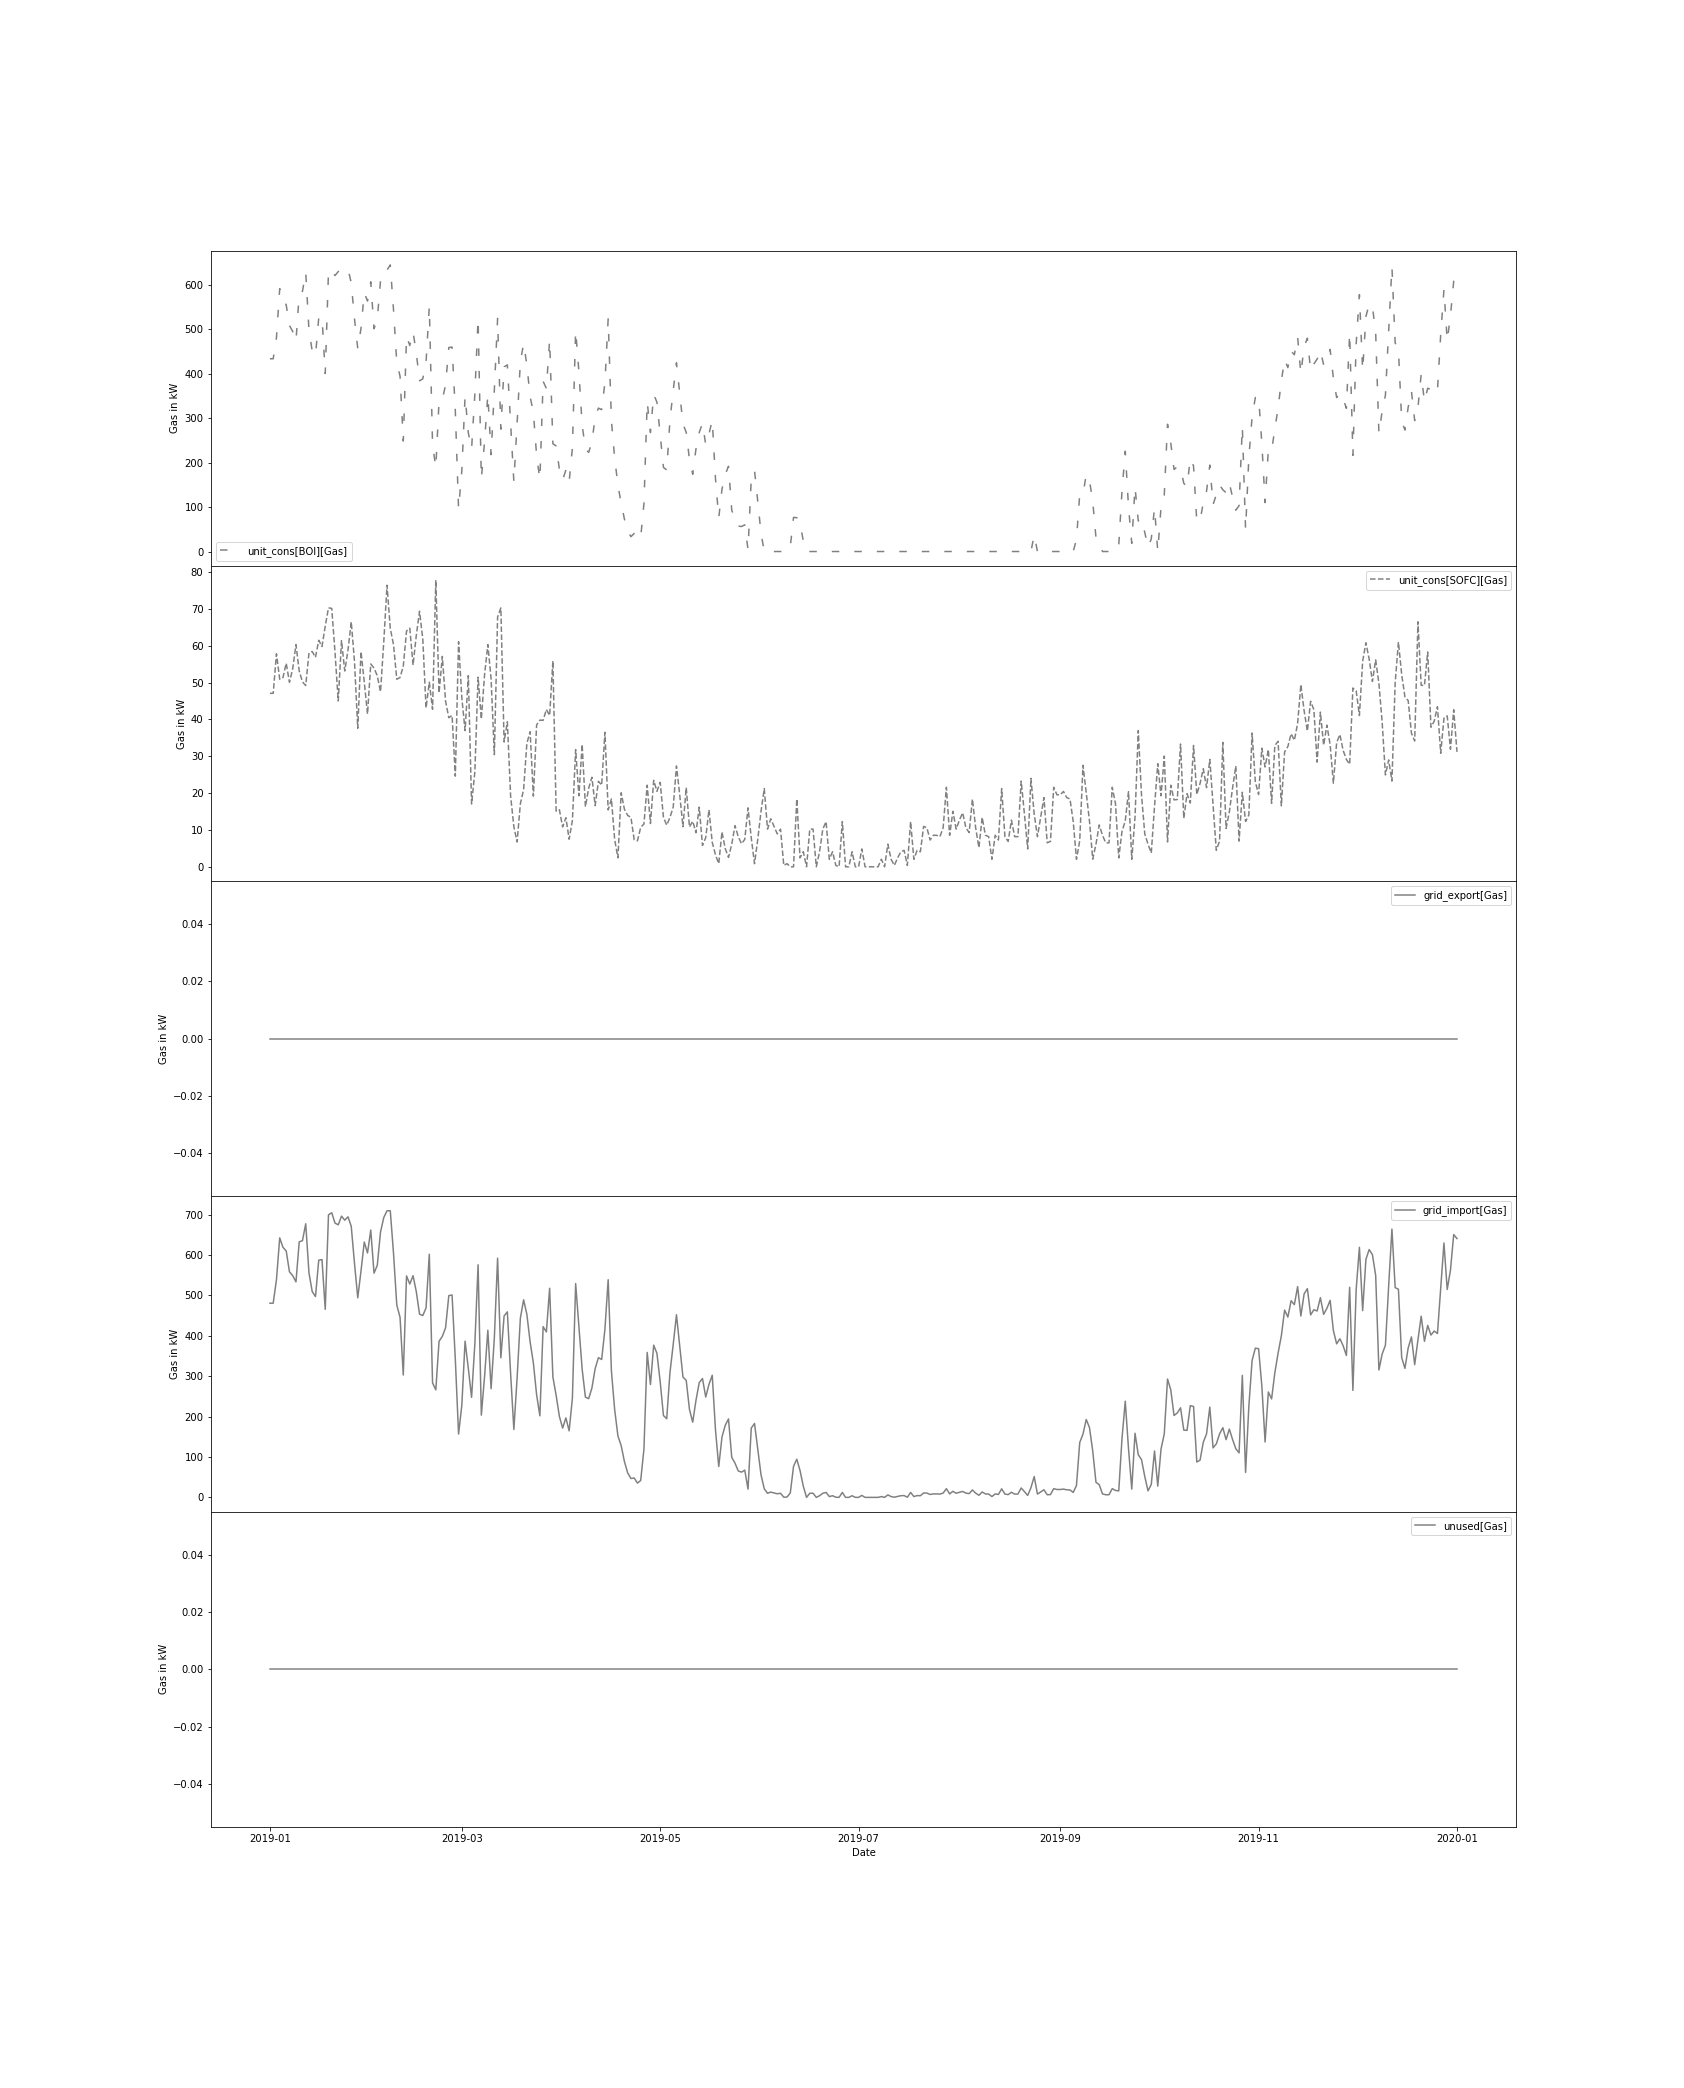 600
500
400
300
200
100
0
Gas in kW
unit_cons[BOI][Gas]
80
70
60
50
40
30
20
10
0
Gas in kW
unit_cons[SOFC][Gas]
0.04
0.02
0.00
−0.02
−0.04
Gas in kW
grid_export[Gas]
700
600
500
400
300
200
100
0
Gas in kW
grid_import[Gas]
0.04
0.02
0.00
−0.02
−0.04
Gas in kW
unused[Gas]
2019-01 2019-03 2019-05 2019-07 2019-09 2019-11 2020-01
Date